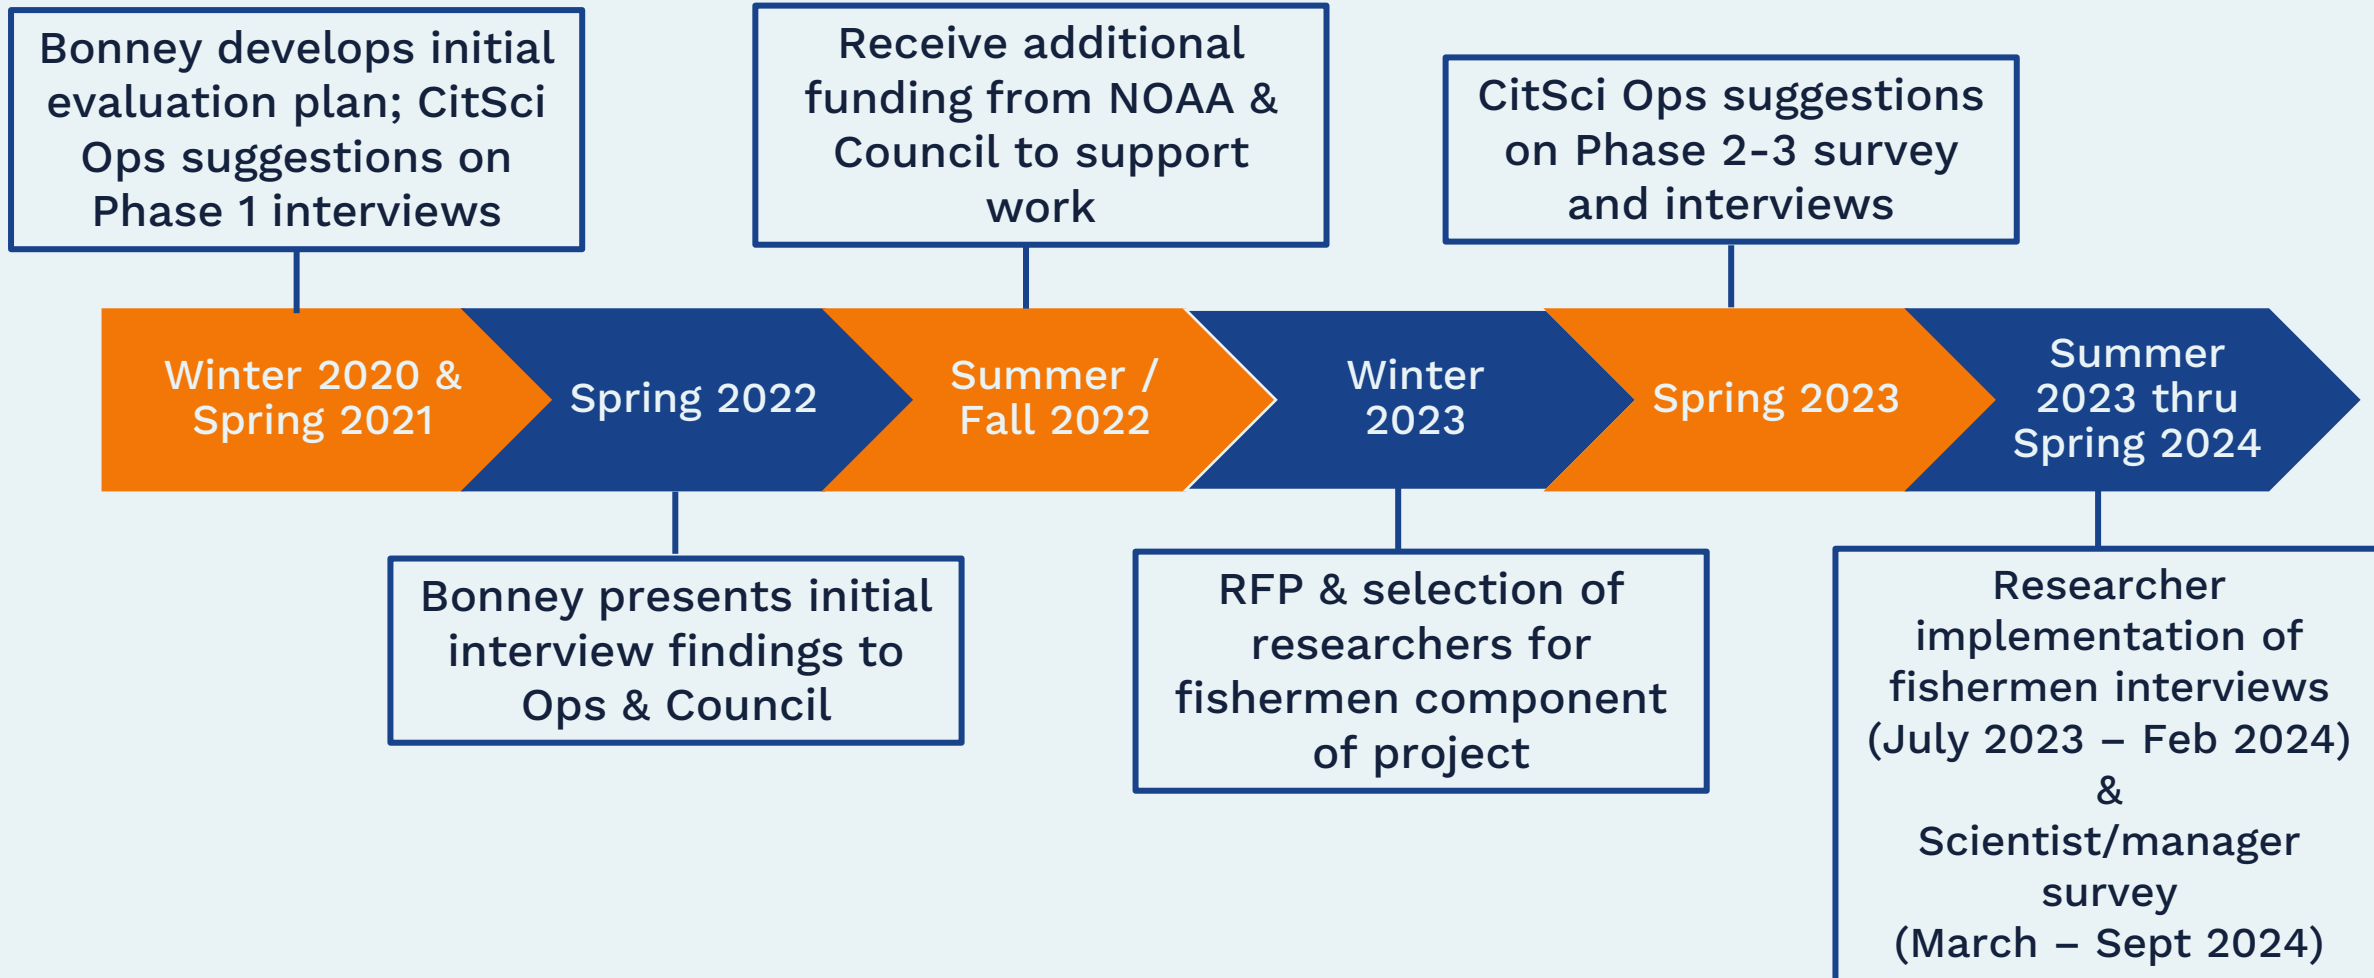 Bonney develops initial
evaluation plan; CitSci
Ops suggestions on
Phase 1 interviews
Receive additional
funding from NOAA &
Council to support
work
CitSci Ops suggestions
on Phase 2-3 survey
and interviews
Winter 2020 &
Spring 2021
Spring 2022
Summer /
Fall 2022
Winter
2023
Spring 2023
Summer
2023 thru
Spring 2024
Bonney presents initial
interview findings to
Ops & Council
RFP & selection of
researchers for
fishermen component
of project
Researcher
implementation of
fishermen interviews
(July 2023 – Feb 2024)
&
Scientist/manager
survey
(March – Sept 2024)